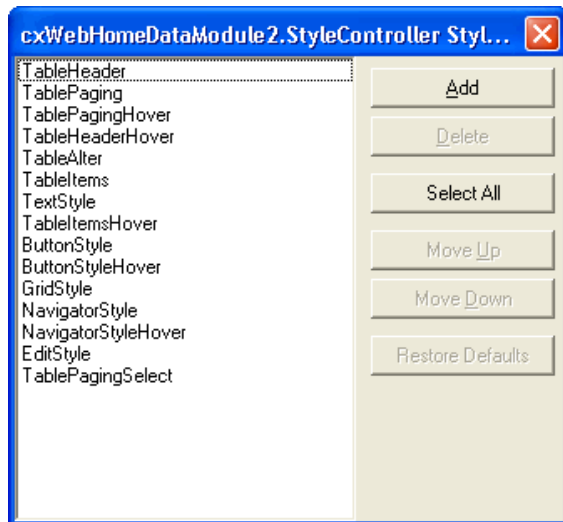 cxWebHomeDataModule2.StyleController Styl...
TableHeader
TablePaging
TablePagingHover
TableHeaderHover
TableAlter
TableItems
TextStyle
TableItemsHover
ButtonStyle
ButtonStyleHover
GridStyle
NavigatorStyle
NavigatorStyleHover
EditStyle
TablePagingSelect
Add
Delete
Select All
Move Up
Move Down
Restore Defaults